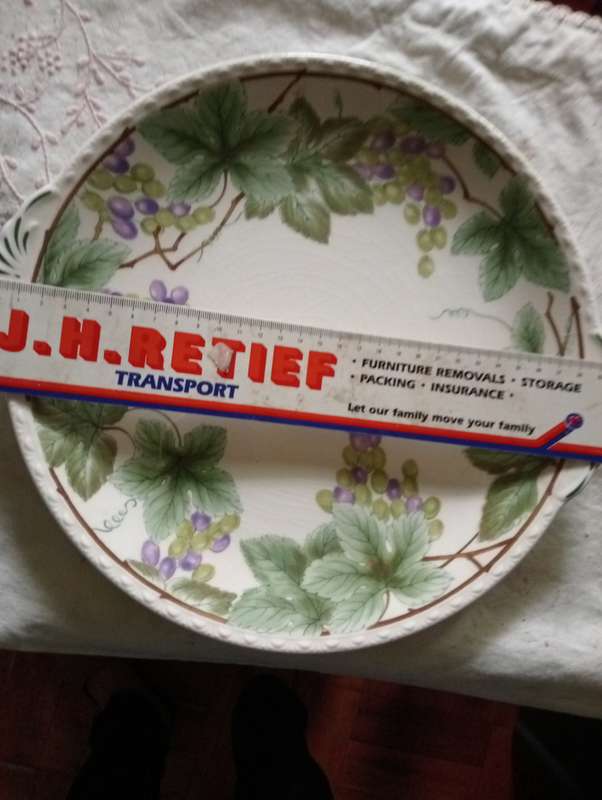 J.H.RETIEF
TRANSPORT
• FURNITURE REMOVALS • STORAGE
• PACKING • INSURANCE •
Let our family move your family